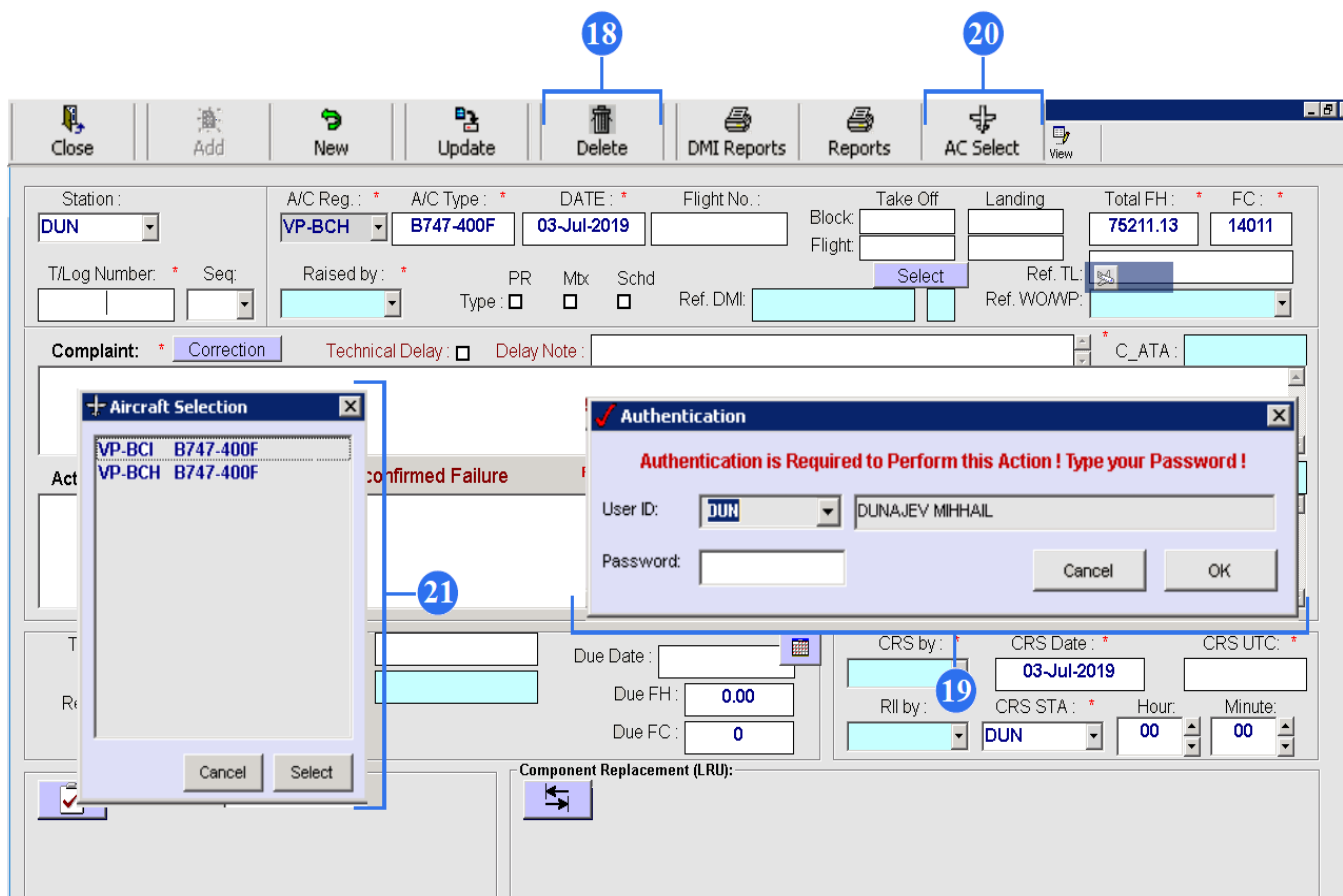 18
20
Close
Add
New
Update
Delete
DMI Reports
Reports
AC Select
View
Station :
A/C Reg. : *
A/C Type : *
DATE : *
Flight No. :
Take Off
Landing
Total FH : *
FC : *
DUN
VP-BCH
B747-400F
03-Jul-2019
Block:
75211.13
14011
Flight:
T/Log Number: *
Seq:
Raised by : *
PR
Mtx
Schd
Select
Ref. TL:
Type :
Ref. DMI:
Ref. WO/WP:
Complaint: *
Correction
Technical Delay :
Delay Note :
*
C_ATA :
Aircraft Selection
VP-BCI B747-400F
VP-BCH B747-400F
Cancel
Select
21
Act
confirmed Failure
Authentication
Authentication is Required to Perform this Action ! Type your Password !
User ID:
DUN
DUNAJEV MIHHAIL
Password:
Cancel
OK
19
T
Re
Due Date :
Due FH :
0.00
Due FC :
0
CRS by : *
CRS Date : *
CRS UTC: *
03-Jul-2019
RII by :
CRS STA : *
Hour:
Minute:
DUN
00
00
Component Replacement (LRU):